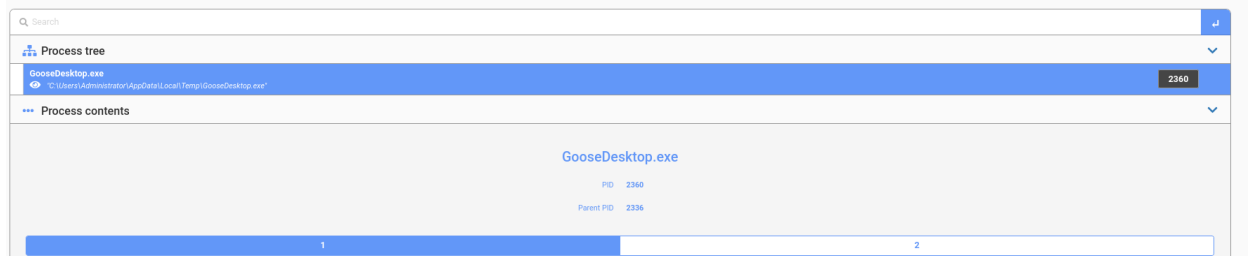 Search
Process tree
GooseDesktop.exe
"C:\Users\Administrator\AppData\Local\Temp\GooseDesktop.exe"
2360
Process contents
GooseDesktop.exe
PID 2360
Parent PID 2336
1 2